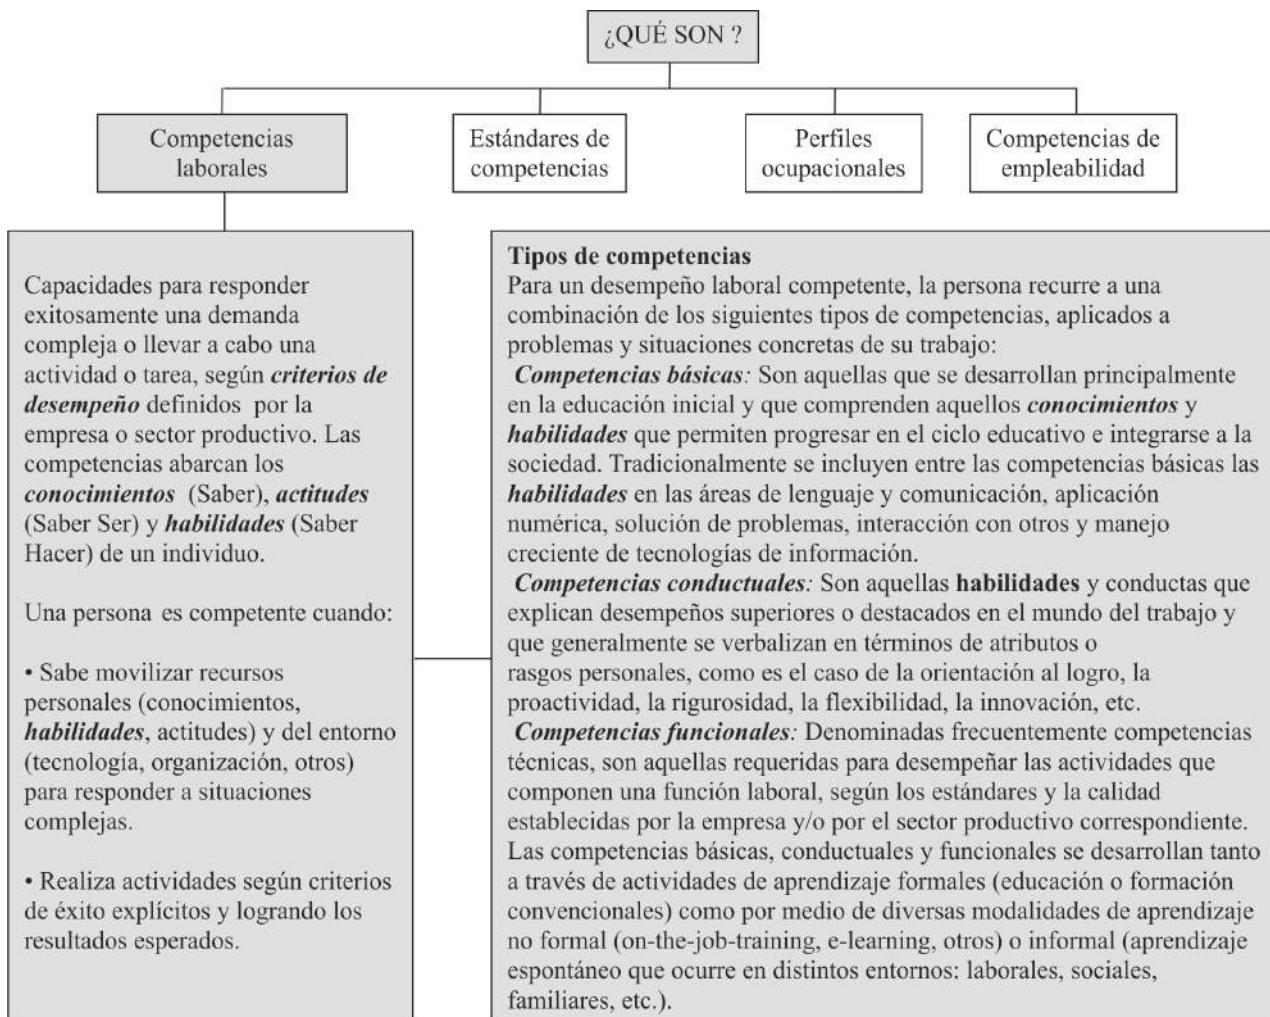 ¿QUÉ SON ?
Competencias
laborales
Estándares de
competencias
Perfiles
ocupacionales
Competencias de
empleabilidad
Capacidades para responder
exitosamente una demanda
compleja o llevar a cabo una
actividad o tarea, según criterios de
desempeño definidos por la
empresa o sector productivo. Las
competencias abarcan los
conocimientos (Saber), actitudes
(Saber Ser) y habilidades (Saber
Hacer) de un individuo.
Una persona es competente cuando:
• Sabe movilizar recursos
personales (conocimientos,
habilidades, actitudes) y del entorno
(tecnología, organización, otros)
para responder a situaciones
complejas.
• Realiza actividades según criterios
de éxito explícitos y logrando los
resultados esperados.
Tipos de competencias
Para un desempeño laboral competente, la persona recurre a una
combinación de los siguientes tipos de competencias, aplicados a
problemas y situaciones concretas de su trabajo:
Competencias básicas: Son aquellas que se desarrollan principalmente
en la educación inicial y que comprenden aquellos conocimientos y
habilidades que permiten progresar en el ciclo educativo e integrarse a la
sociedad. Tradicionalmente se incluyen entre las competencias básicas las
habilidades en las áreas de lenguaje y comunicación, aplicación
numérica, solución de problemas, interacción con otros y manejo
creciente de tecnologías de información.
Competencias conductuales: Son aquellas habilidades y conductas que
explican desempeños superiores o destacados en el mundo del trabajo y
que generalmente se verbalizan en términos de atributos o
rasgos personales, como es el caso de la orientación al logro, la
proactividad, la rigurosidad, la flexibilidad, la innovación, etc.
Competencias funcionales: Denominadas frecuentemente competencias
técnicas, son aquellas requeridas para desempeñar las actividades que
componen una función laboral, según los estándares y la calidad
establecidas por la empresa y/o por el sector productivo correspondiente.
Las competencias básicas, conductuales y funcionales se desarrollan tanto
a través de actividades de aprendizaje formales (educación o formación
convencionales) como por medio de diversas modalidades de aprendizaje
no formal (on-the-job-training, e-learning, otros) o informal (aprendizaje
espontáneo que ocurre en distintos entornos: laborales, sociales,
familiares, etc.).